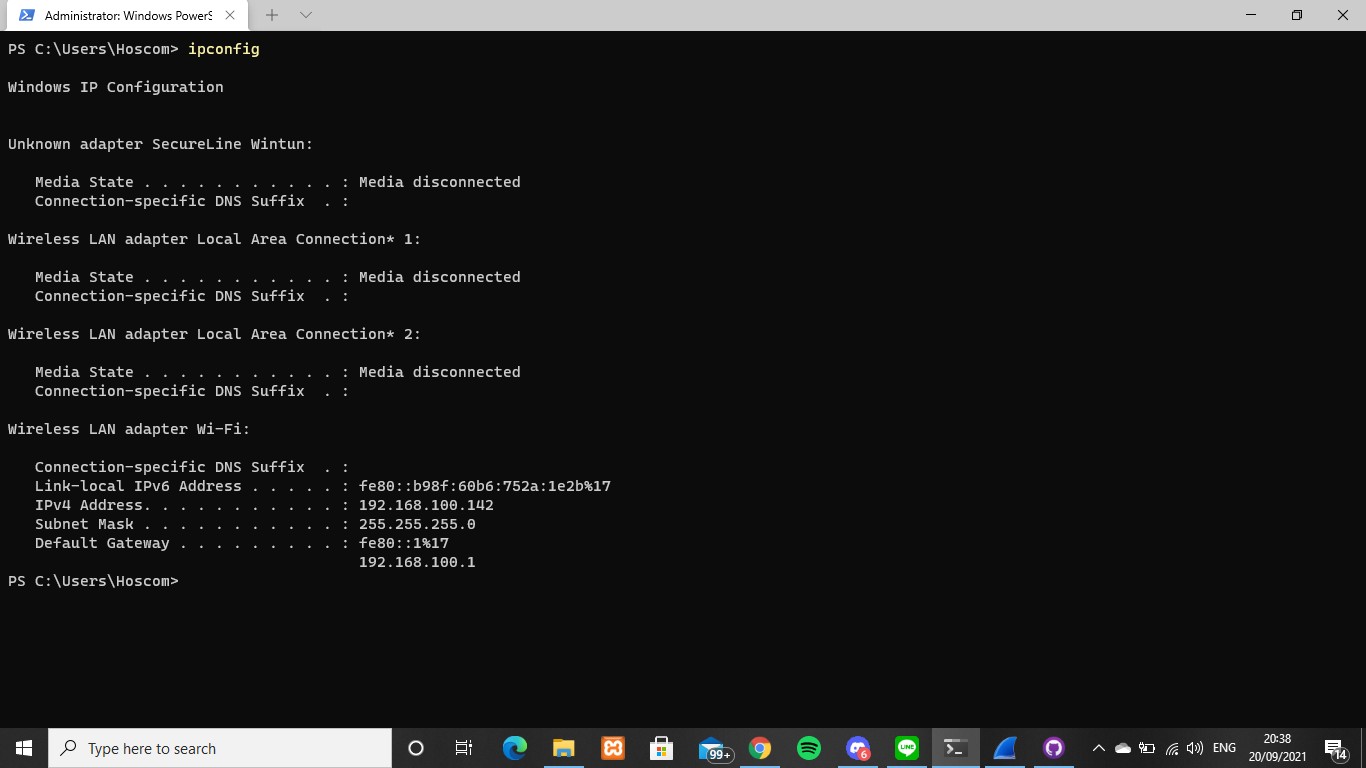 Administrator: Windows PowerS
PS C:\Users\Hoscom> ipconfig
Windows IP Configuration
Unknown adapter SecureLine Wintun:
   Media State . . . . . . . . . . . : Media disconnected
   Connection-specific DNS Suffix  . :
Wireless LAN adapter Local Area Connection* 1:
   Media State . . . . . . . . . . . : Media disconnected
   Connection-specific DNS Suffix  . :
Wireless LAN adapter Local Area Connection* 2:
   Media State . . . . . . . . . . . : Media disconnected
   Connection-specific DNS Suffix  . :
Wireless LAN adapter Wi-Fi:
   Connection-specific DNS Suffix  . :
   Link-local IPv6 Address . . . . . : fe80::b98f:60b6:752a:1e2b%17
   IPv4 Address. . . . . . . . . . . : 192.168.100.142
   Subnet Mask . . . . . . . . . . . : 255.255.255.0
   Default Gateway . . . . . . . . . : fe80::1%17
                                       192.168.100.1
PS C:\Users\Hoscom>
Type here to search
99+
6
LINE
ENG
20:38
20/09/2021
14